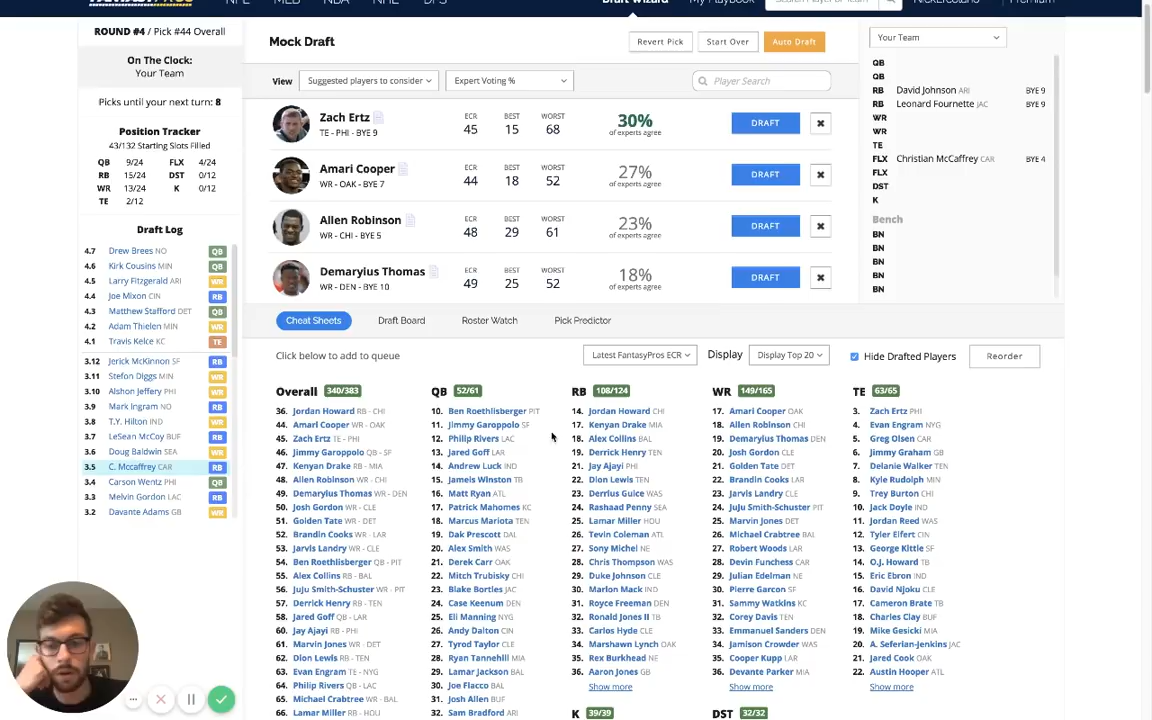 NFL MLB NBA NHL DFS Draft Wizard My Playbook Premium
ROUND #4 / Pick #44 Overall
On The Clock:
Your Team
Picks until your next turn: 8
Position Tracker
43/132 Starting Slots Filled
QB 9/24 FLX 4/24
RB 15/24 DST 0/12
WR 13/24 K 0/12
TE 2/12
Draft Log
4.7 Drew Brees NO QB
4.6 Kirk Cousins MIN QB
4.5 Larry Fitzgerald ARI WR
4.4 Joe Mixon CIN RB
4.3 Matthew Stafford DET QB
4.2 Adam Thielen MIN WR
4.1 Travis Kelce KC TE
3.12 Jerick McKinnon SF RB
3.11 Stefon Diggs MIN WR
3.10 Alshon Jeffery PHI WR
3.9 Mark Ingram NO RB
3.8 T.Y. Hilton IND WR
3.7 LeSean McCoy BUF RB
3.6 Doug Baldwin SEA WR
3.5 C. Mccaffrey CAR RB
3.4 Carson Wentz PHI QB
3.3 Melvin Gordon LAC RB
3.2 Davante Adams GB WR
Mock Draft
Revert Pick Start Over Auto Draft
View Suggested players to consider Expert Voting % Player Search
Zach Ertz ECR BEST WORST 30% DRAFT
TE - PHI - BYE 9 45 15 68 of experts agree
Amari Cooper ECR BEST WORST 27% DRAFT
WR - OAK - BYE 7 44 18 52 of experts agree
Allen Robinson ECR BEST WORST 23% DRAFT
WR - CHI - BYE 5 48 29 61 of experts agree
Demaryius Thomas ECR BEST WORST 18% DRAFT
WR - DEN - BYE 10 49 25 52 of experts agree
Your Team
QB
QB
RB David Johnson ARI BYE 9
RB Leonard Fournette JAC BYE 9
WR
WR
TE
FLX Christian McCaffrey CAR BYE 4
FLX
DST
K
Bench
BN
BN
BN
BN
BN
Cheat Sheets Draft Board Roster Watch Pick Predictor
Click below to add to queue Latest FantasyPros ECR Display Display Top 20 Hide Drafted Players Reorder
Overall 340/383
36. Jordan Howard RB - CHI
44. Amari Cooper WR - OAK
45. Zach Ertz TE - PHI
46. Jimmy Garoppolo QB - SF
47. Kenyan Drake RB - MIA
48. Allen Robinson WR - CHI
49. Demaryius Thomas WR - DEN
50. Josh Gordon WR - CLE
51. Golden Tate WR - DET
52. Brandin Cooks WR - LAR
53. Jarvis Landry WR - CLE
54. Ben Roethlisberger QB - PIT
55. Alex Collins RB - BAL
56. JuJu Smith-Schuster WR - PIT
57. Derrick Henry RB - TEN
58. Jared Goff QB - LAR
60. Jay Ajayi RB - PHI
61. Marvin Jones WR - DET
62. Dion Lewis RB - TEN
63. Evan Engram TE - NYG
64. Philip Rivers QB - LAC
65. Michael Crabtree WR - BAL
66. Lamar Miller RB - HOU
QB 52/61
10. Ben Roethlisberger PIT
11. Jimmy Garoppolo SF
12. Philip Rivers LAC
13. Jared Goff LAR
14. Andrew Luck IND
15. Jameis Winston TB
16. Matt Ryan ATL
17. Patrick Mahomes KC
18. Marcus Mariota TEN
19. Dak Prescott DAL
20. Alex Smith WAS
21. Derek Carr OAK
22. Mitch Trubisky CHI
23. Blake Bortles JAC
24. Case Keenum DEN
25. Eli Manning NYG
26. Andy Dalton CIN
27. Tyrod Taylor CLE
28. Ryan Tannehill MIA
29. Lamar Jackson BAL
30. Joe Flacco BAL
31. Josh Allen BUF
32. Sam Bradford ARI
RB 108/124
14. Jordan Howard CHI
17. Kenyan Drake MIA
18. Alex Collins BAL
19. Derrick Henry TEN
21. Jay Ajayi PHI
22. Dion Lewis TEN
23. Derrius Guice WAS
24. Rashaad Penny SEA
25. Lamar Miller HOU
26. Tevin Coleman ATL
27. Sony Michel NE
28. Chris Thompson WAS
29. Duke Johnson CLE
30. Marlon Mack IND
31. Royce Freeman DEN
32. Ronald Jones II TB
33. Carlos Hyde CLE
34. Marshawn Lynch OAK
35. Rex Burkhead NE
36. Aaron Jones GB
Show more
K 39/39
WR 149/165
17. Amari Cooper OAK
18. Allen Robinson CHI
19. Demaryius Thomas DEN
20. Josh Gordon CLE
21. Golden Tate DET
22. Brandin Cooks LAR
23. Jarvis Landry CLE
24. JuJu Smith-Schuster PIT
25. Marvin Jones DET
26. Michael Crabtree BAL
27. Robert Woods LAR
28. Devin Funchess CAR
29. Julian Edelman NE
30. Pierre Garcon SF
31. Sammy Watkins KC
32. Corey Davis TEN
33. Emmanuel Sanders DEN
34. Jamison Crowder WAS
35. Cooper Kupp LAR
36. Devante Parker MIA
Show more
DST 32/32
TE 63/65
3. Zach Ertz PHI
4. Evan Engram NYG
5. Greg Olsen CAR
6. Jimmy Graham GB
7. Delanie Walker TEN
8. Kyle Rudolph MIN
9. Trey Burton CHI
10. Jack Doyle IND
11. Jordan Reed WAS
12. Tyler Eifert CIN
13. George Kittle SF
14. O.J. Howard TB
15. Eric Ebron IND
16. David Njoku CLE
17. Cameron Brate TB
18. Charles Clay BUF
19. Mike Gesicki MIA
20. A. Seferian-Jenkins JAC
21. Jared Cook OAK
22. Austin Hooper ATL
Show more